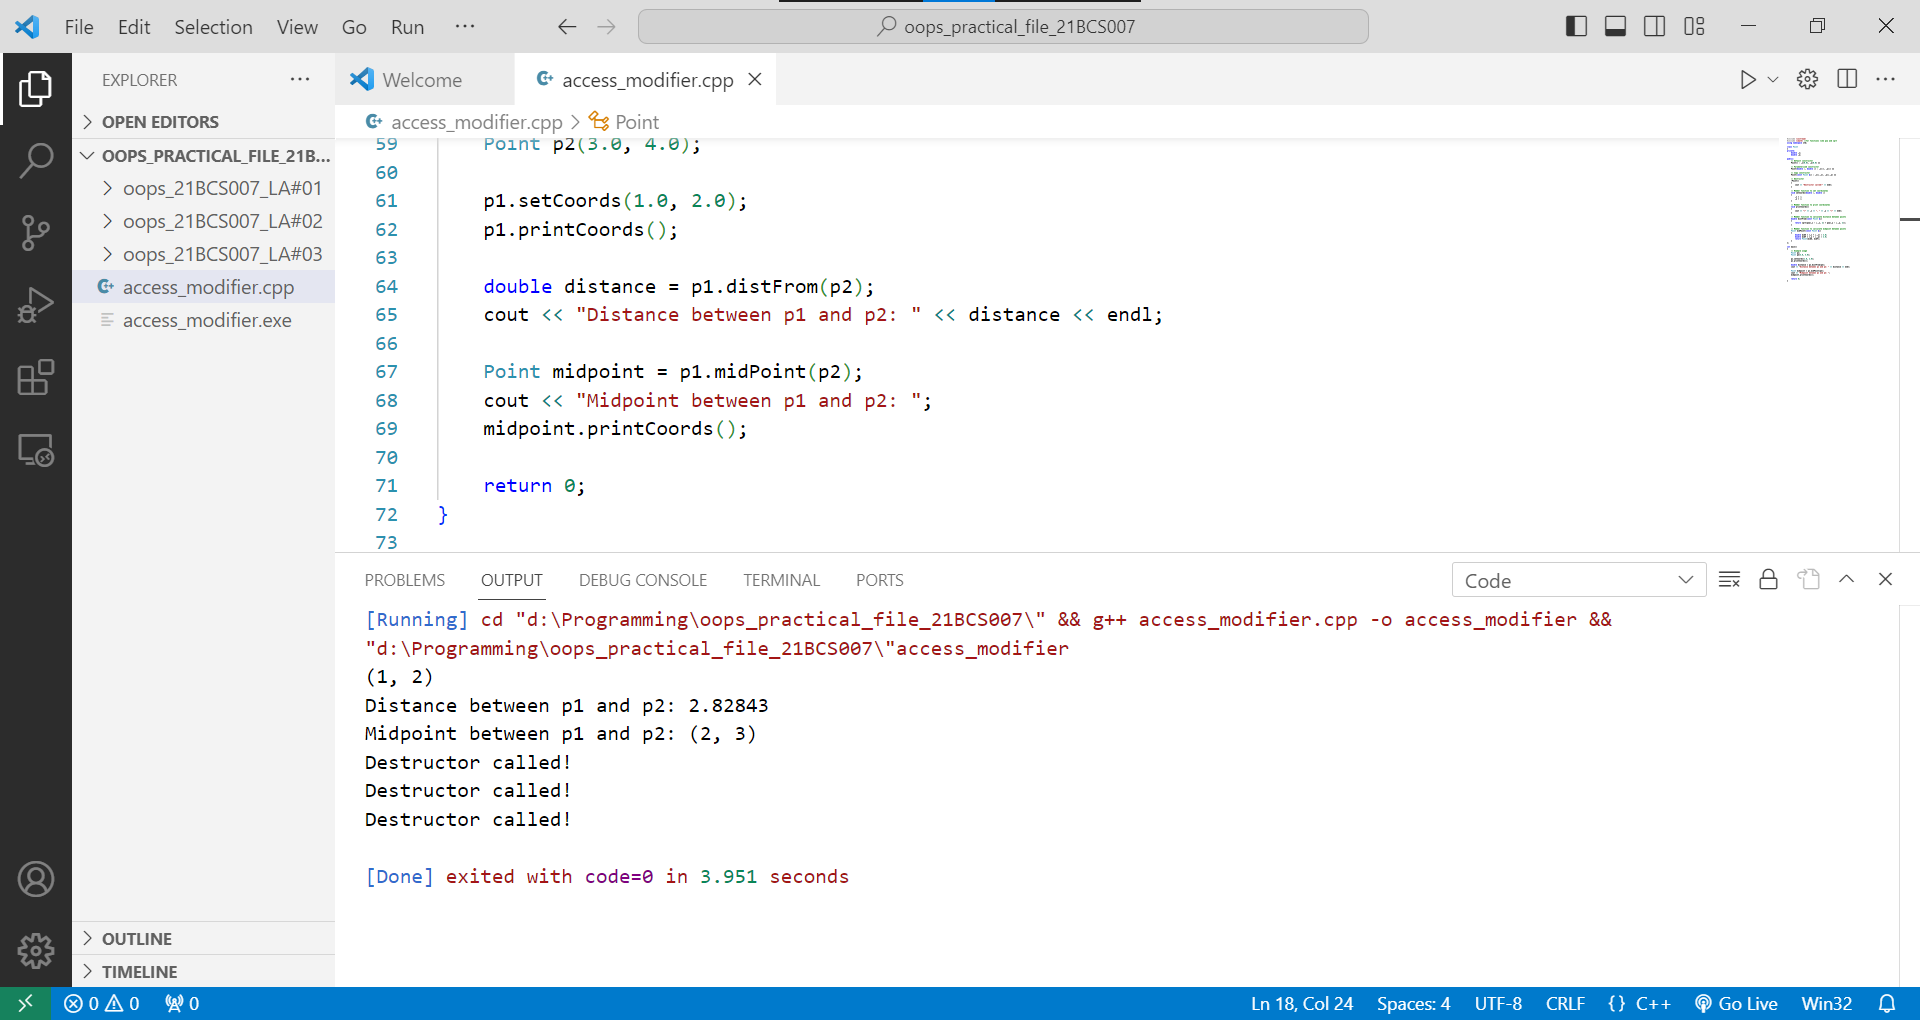 File Edit Selection View Go Run ···
oops_practical_file_21BCS007
EXPLORER ···
OPEN EDITORS
OOPS_PRACTICAL_FILE_21B...
oops_21BCS007_LA#01
oops_21BCS007_LA#02
oops_21BCS007_LA#03
access_modifier.cpp
access_modifier.exe
OUTLINE
TIMELINE
Welcome
access_modifier.cpp
access_modifier.cpp > Point
59 Point p2(3.0, 4.0);
60
61 p1.setCoords(1.0, 2.0);
62 p1.printCoords();
63
64 double distance = p1.distFrom(p2);
65 cout << "Distance between p1 and p2: " << distance << endl;
66
67 Point midpoint = p1.midPoint(p2);
68 cout << "Midpoint between p1 and p2: ";
69 midpoint.printCoords();
70
71 return 0;
72 }
73
PROBLEMS OUTPUT DEBUG CONSOLE TERMINAL PORTS
Code
[Running] cd "d:\Programming\oops_practical_file_21BCS007\" && g++ access_modifier.cpp -o access_modifier &&
"d:\Programming\oops_practical_file_21BCS007\"access_modifier
(1, 2)
Distance between p1 and p2: 2.82843
Midpoint between p1 and p2: (2, 3)
Destructor called!
Destructor called!
Destructor called!
[Done] exited with code=0 in 3.951 seconds
0 0 0
Ln 18, Col 24 Spaces: 4 UTF-8 CRLF {} C++ Go Live Win32